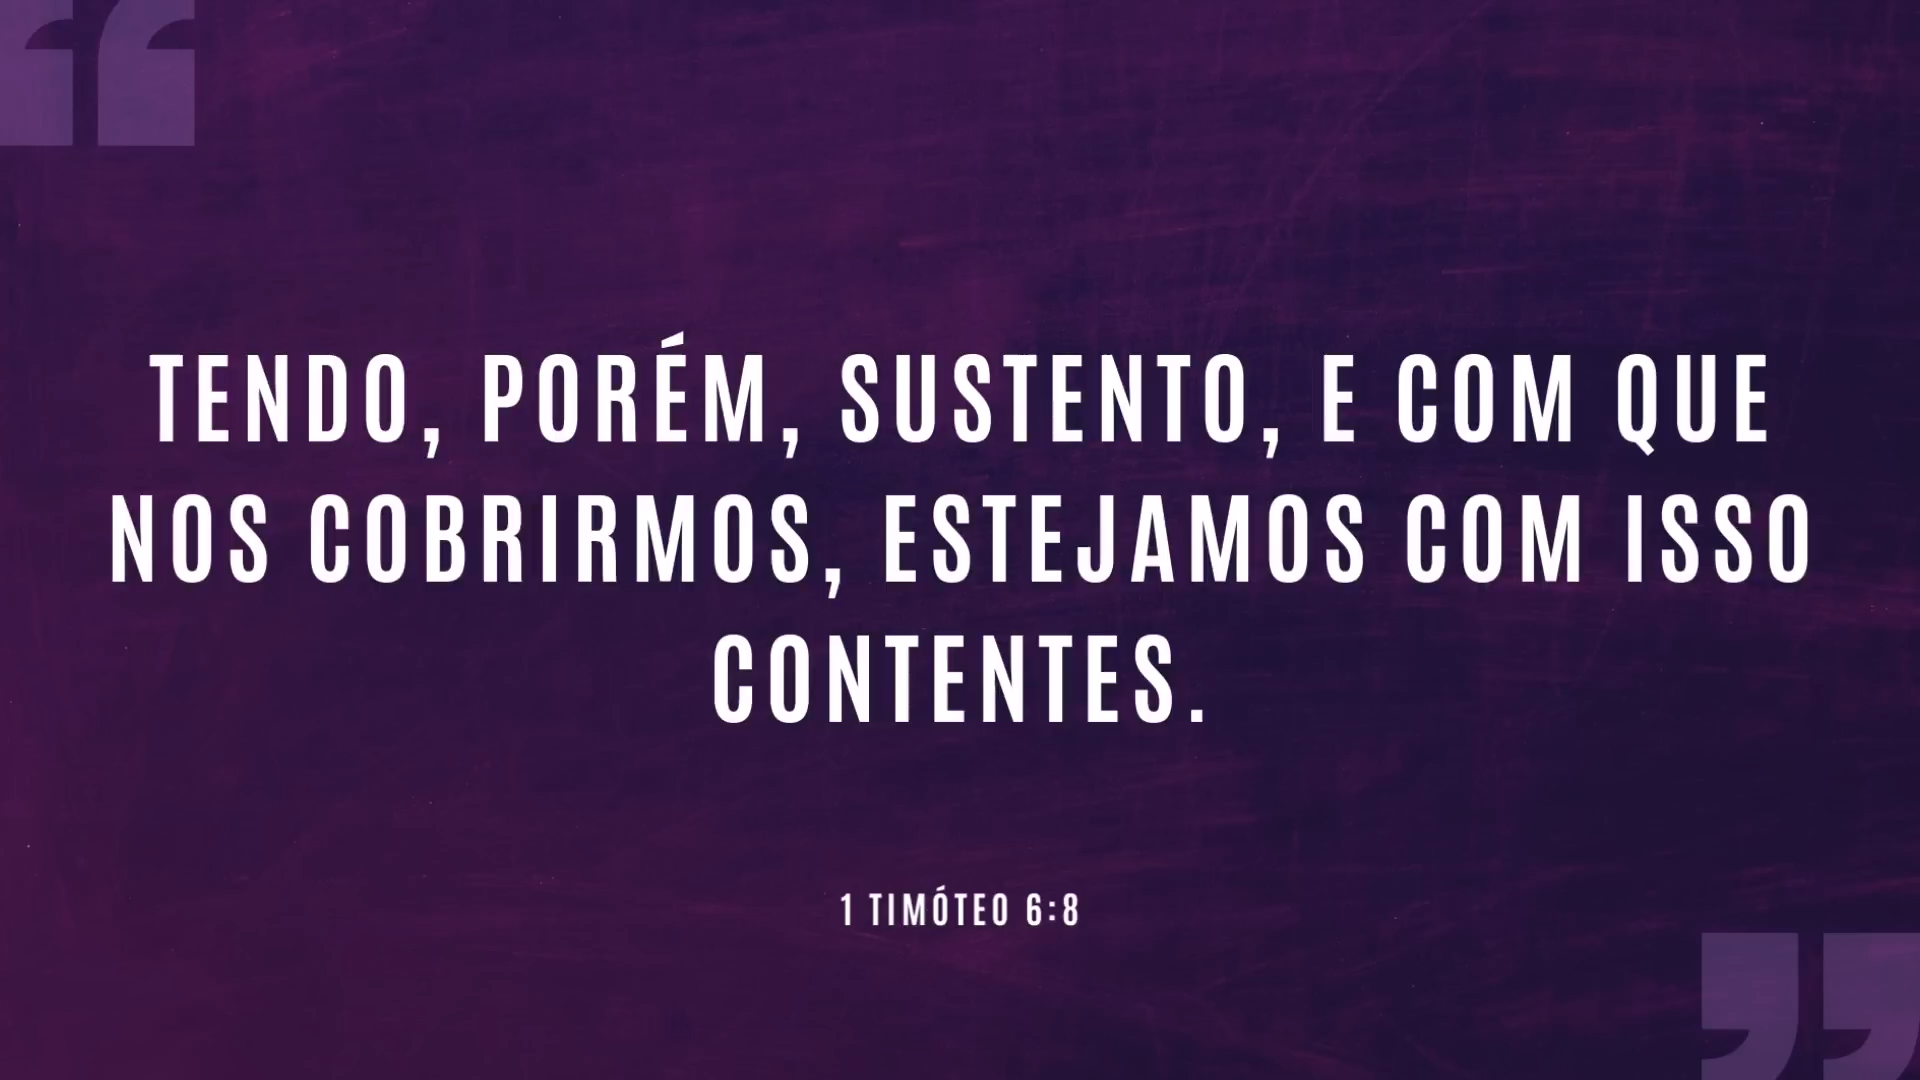 TENDO, PORÉM, SUSTENTO, E COM QUE
NOS COBRIRMOS, ESTEJAMOS COM ISSO
CONTENTES.
1 TIMÓTEO 6:8